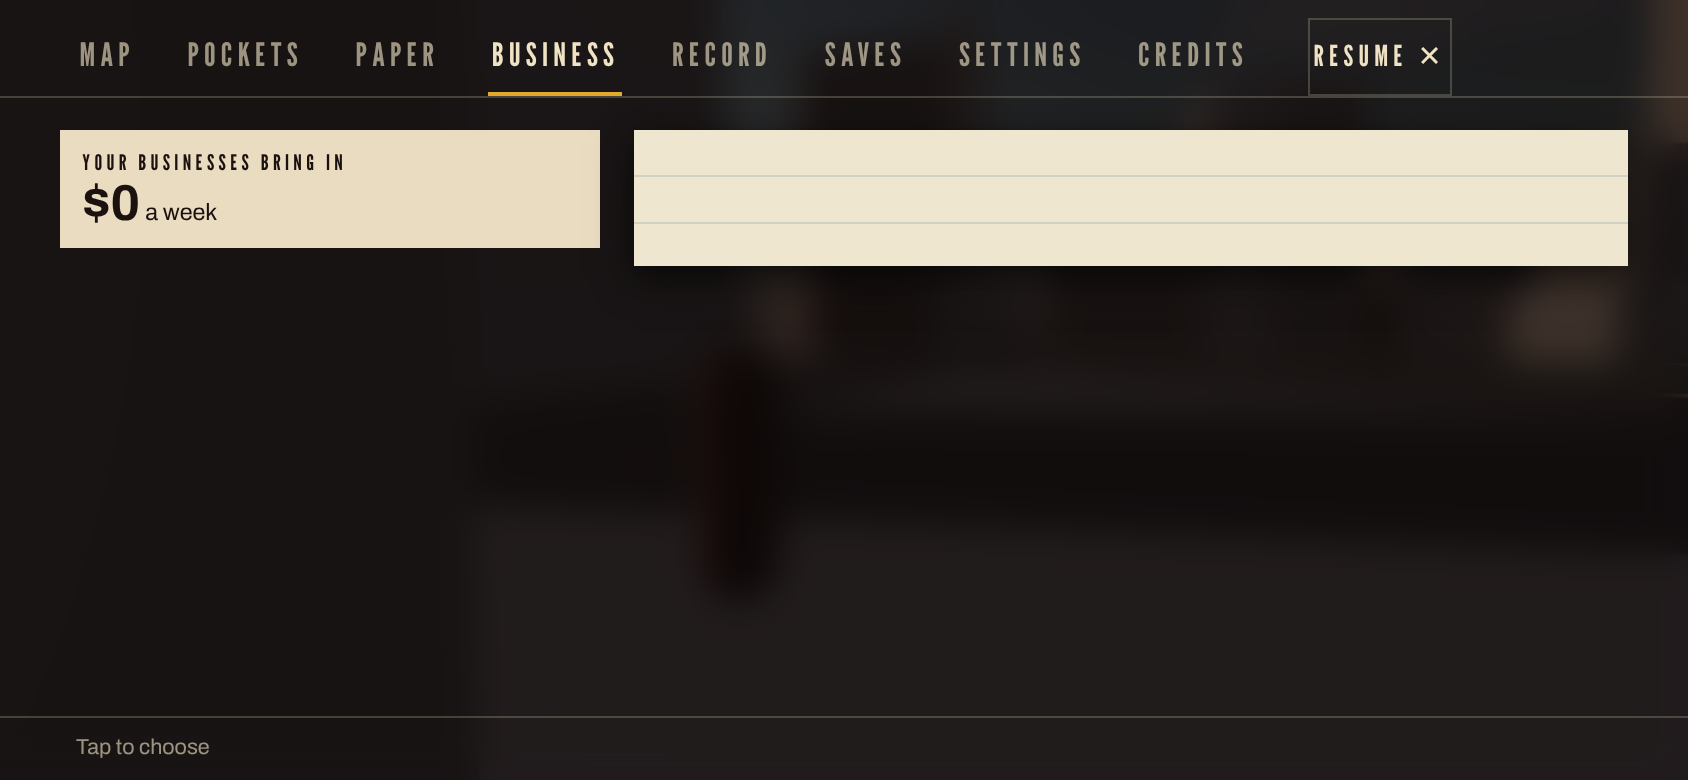 MAP POCKETS PAPER BUSINESS RECORD SAVES SETTINGS CREDITS RESUME ✕
YOUR BUSINESSES BRING IN
$0 a week
Tap to choose